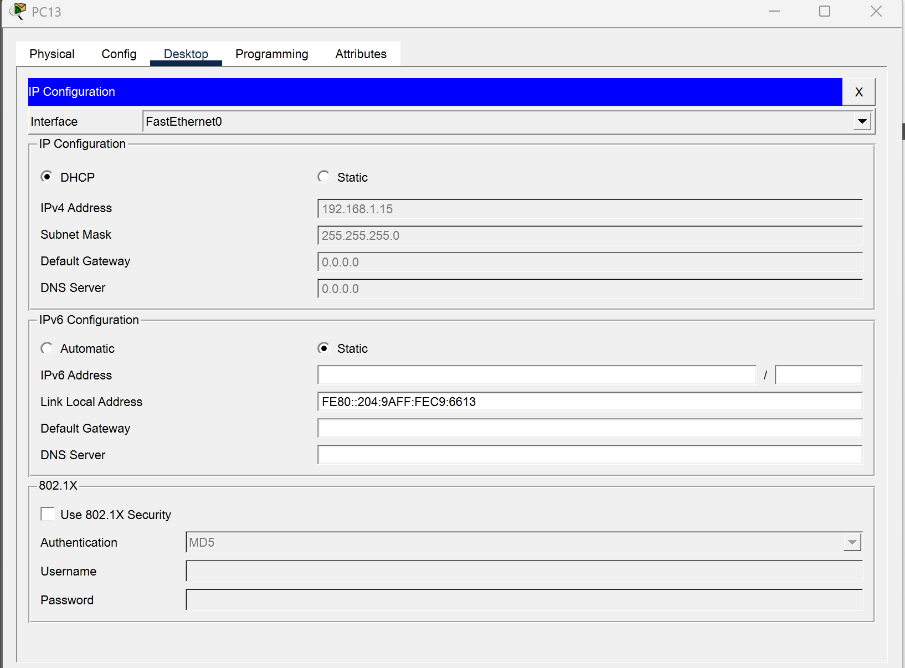 PC13
Physical Config Desktop Programming Attributes
IP Configuration X
Interface FastEthernet0
IP Configuration
DHCP Static
IPv4 Address 192.168.1.15
Subnet Mask 255.255.255.0
Default Gateway 0.0.0.0
DNS Server 0.0.0.0
IPv6 Configuration
Automatic Static
IPv6 Address /
Link Local Address FE80::204:9AFF:FEC9:6613
Default Gateway
DNS Server
802.1X
Use 802.1X Security
Authentication MD5
Username
Password